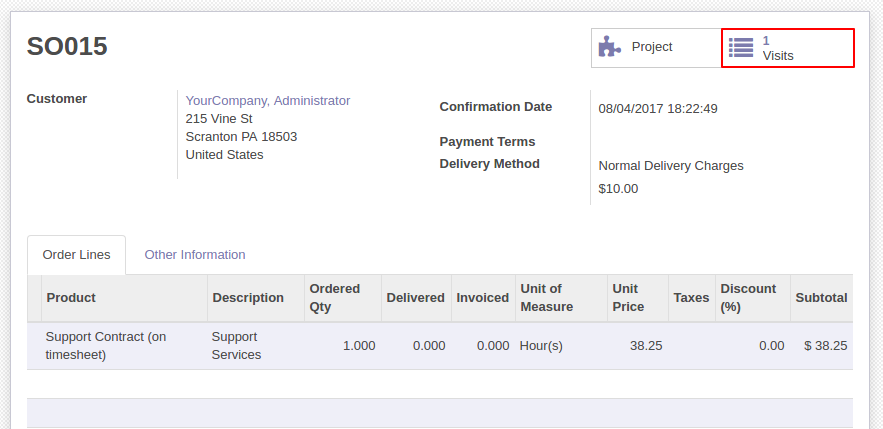 SO015
Project
1
Visits
Customer
YourCompany, Administrator
215 Vine St
Scranton PA 18503
United States
Confirmation Date
08/04/2017 18:22:49
Payment Terms
Delivery Method
Normal Delivery Charges
$10.00
Order Lines
Other Information
Product
Description
Ordered
Qty
Delivered
Invoiced
Unit of
Measure
Unit
Price
Taxes
Discount
(%)
Subtotal
Support Contract (on
timesheet)
Support
Services
1.000
0.000
0.000
Hour(s)
38.25
0.00
$ 38.25